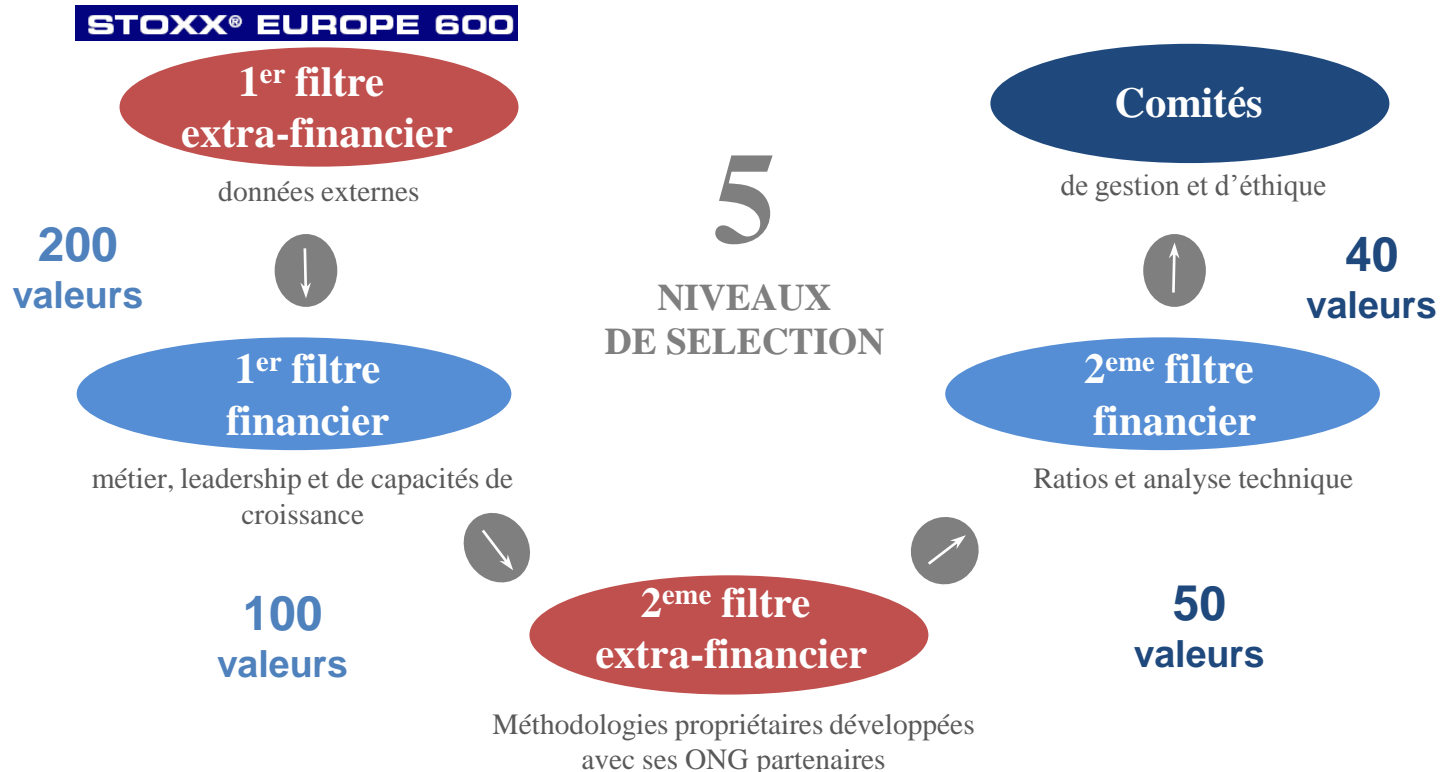 STOXX® EUROPE 600
1er filtre
extra-financier
données externes
200
valeurs
1er filtre
financier
métier, leadership et de capacités de
croissance
100
valeurs
5
NIVEAUX
DE SELECTION
2eme filtre
extra-financier
Méthodologies propriétaires développées
avec ses ONG partenaires
50
valeurs
2eme filtre
financier
Ratios et analyse technique
40
valeurs
Comités
de gestion et d’éthique